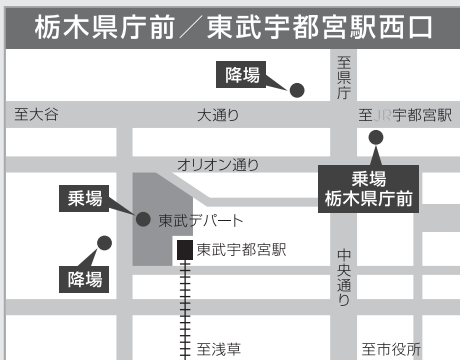 栃木県庁前／東武宇都宮駅西口
降場
至県庁
至大谷
大通り
至JR宇都宮駅
オリオン通り
乗場
栃木県庁前
乗場
東武デパート
東武宇都宮駅
降場
中央通り
至浅草
至市役所